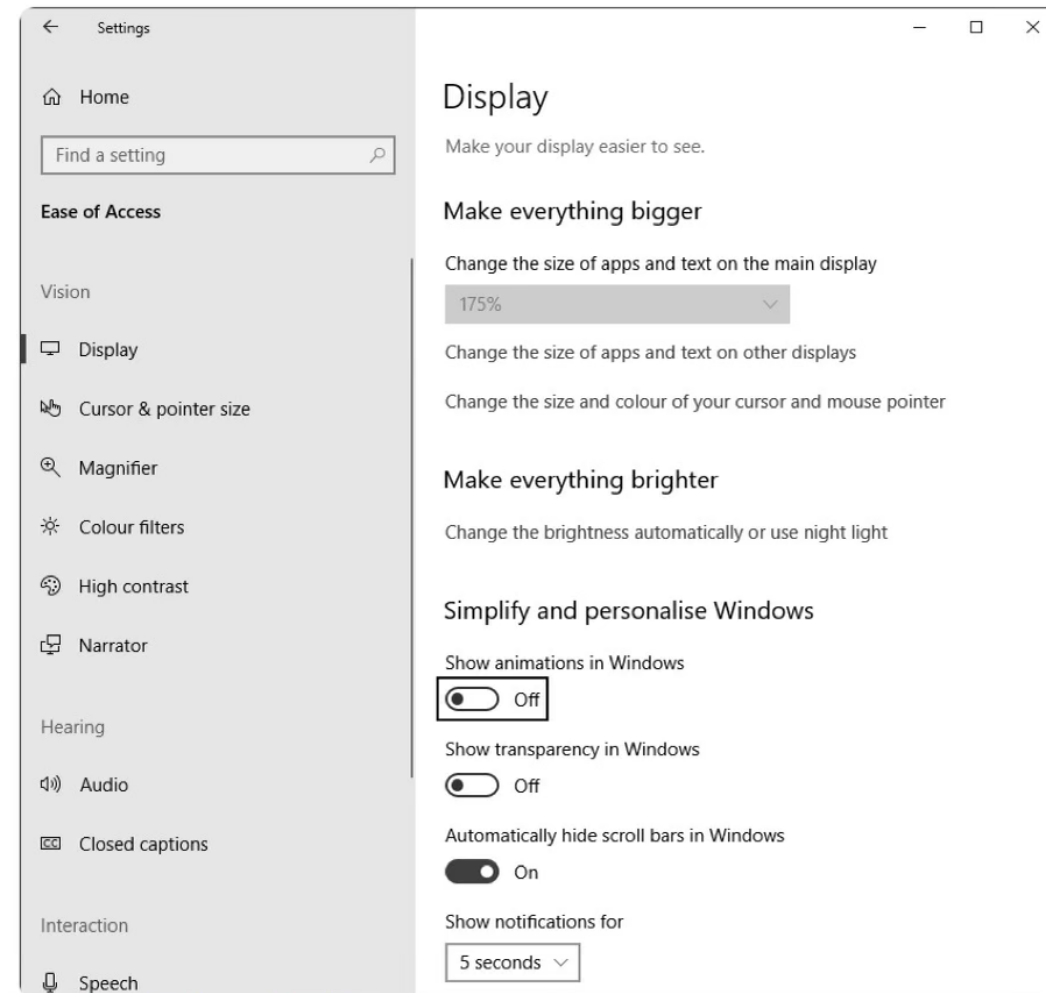 Settings
Home
Find a setting
Ease of Access
Vision
Display
Cursor & pointer size
Magnifier
Colour filters
High contrast
Narrator
Hearing
Audio
CC Closed captions
Interaction
Speech
Display
Make your display easier to see.
Make everything bigger
Change the size of apps and text on the main display
175%
Change the size of apps and text on other displays
Change the size and colour of your cursor and mouse pointer
Make everything brighter
Change the brightness automatically or use night light
Simplify and personalise Windows
Show animations in Windows
Off
Show transparency in Windows
Off
Automatically hide scroll bars in Windows
On
Show notifications for
5 seconds